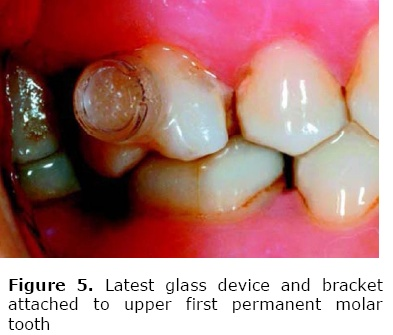 Figure 5. Latest glass device and bracket
attached to upper first permanent molar
tooth